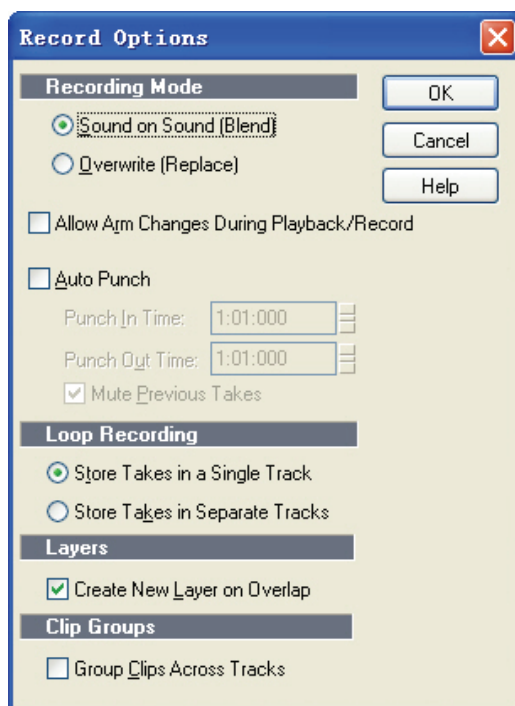 Record Options
Recording Mode
OK
Sound on Sound (Blend)
Cancel
Overwrite (Replace)
Help
Allow Arm Changes During Playback/Record
Auto Punch
Punch In Time: 1:01:000
Punch Out Time: 1:01:000
Mute Previous Takes
Loop Recording
Store Takes in a Single Track
Store Takes in Separate Tracks
Layers
Create New Layer on Overlap
Clip Groups
Group Clips Across Tracks